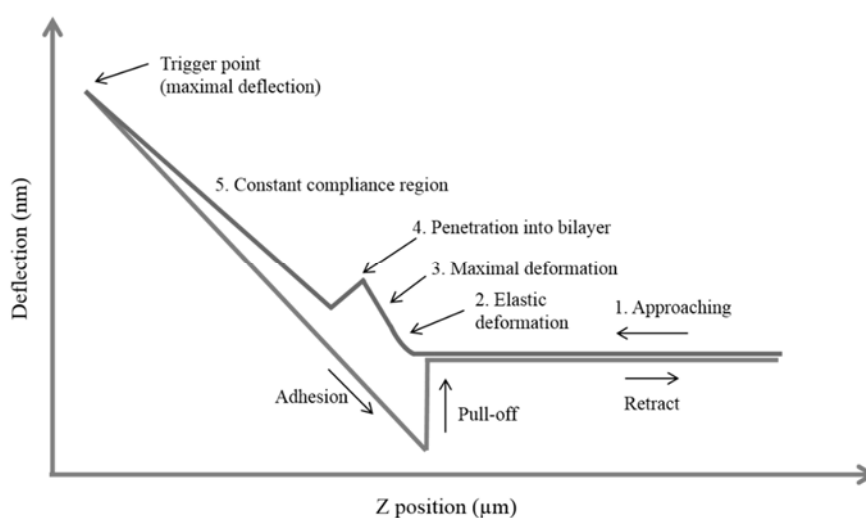 Trigger point
(maximal deflection)
5. Constant compliance region
4. Penetration into bilayer
3. Maximal deformation
2. Elastic
deformation
1. Approaching
Adhesion
Pull-off
Retract
Deflection (nm)
Z position (µm)